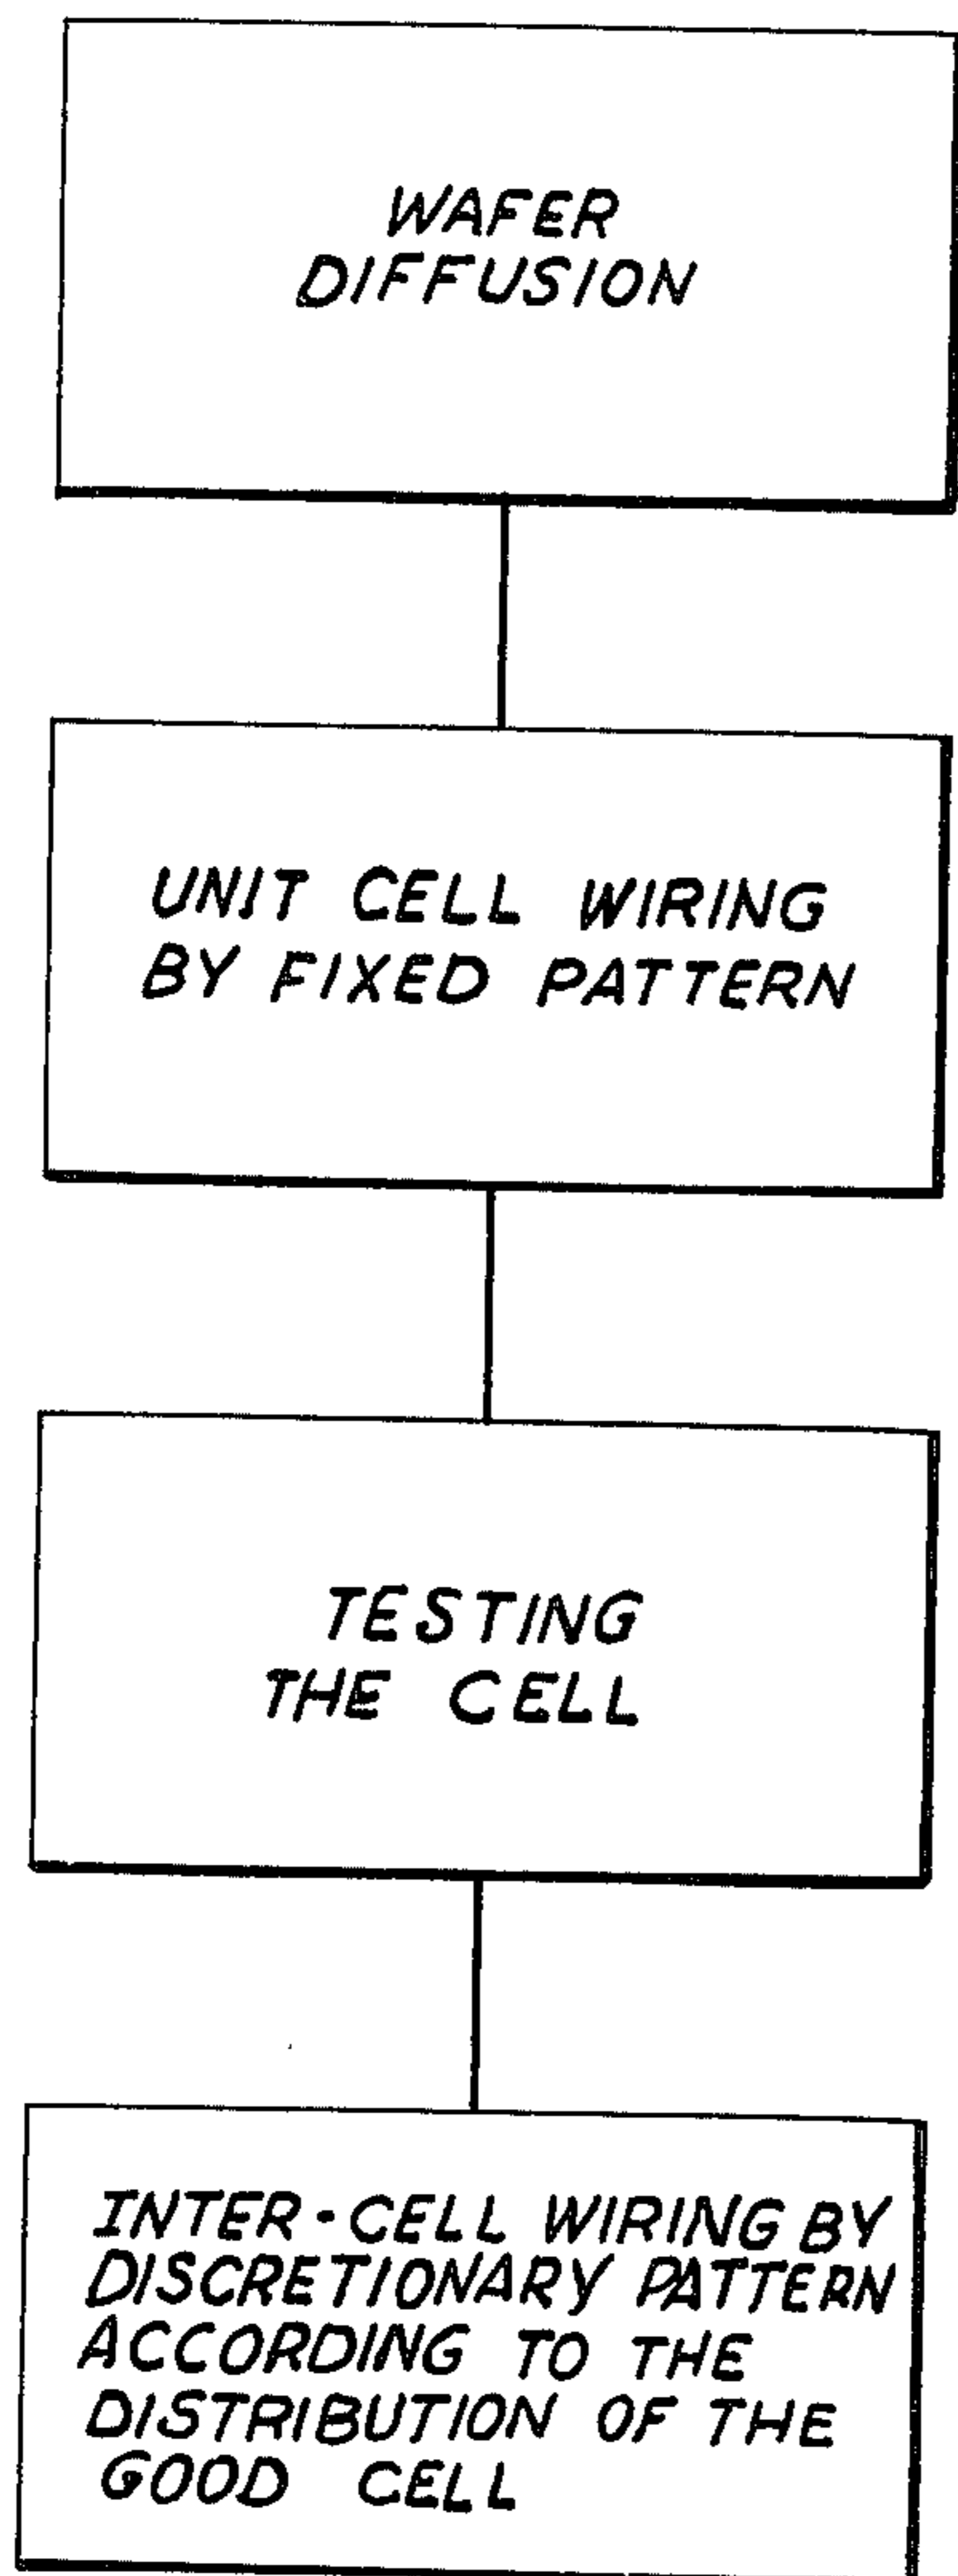 WAFER
DIFFUSION
UNIT CELL WIRING
BY FIXED PATTERN
TESTING
THE CELL
INTER-CELL WIRING BY
DISCRETIONARY PATTERN
ACCORDING TO THE
DISTRIBUTION OF THE
GOOD CELL